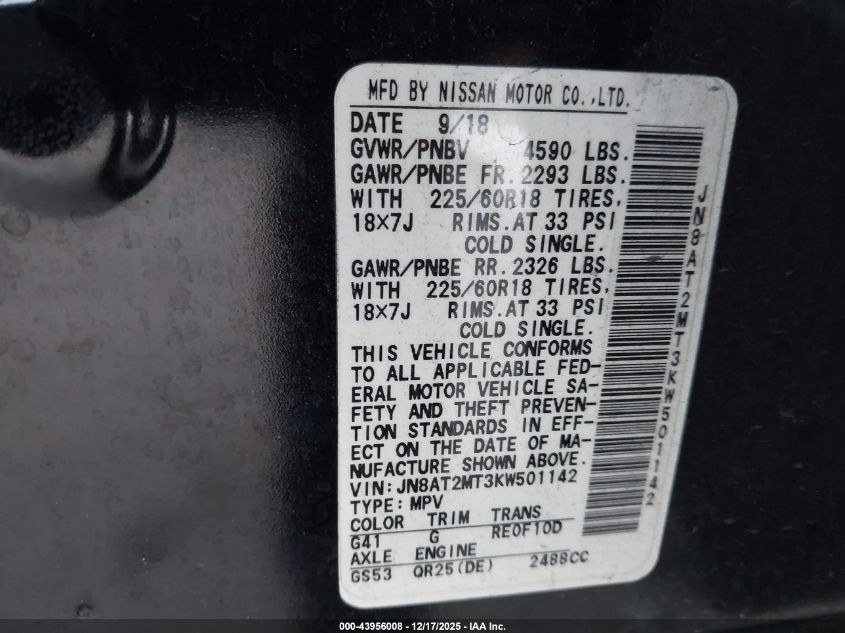 MFD BY NISSAN MOTOR CO.,LTD.
DATE 9/18
GVWR/PNBV 4590 LBS.
GAWR/PNBE FR. 2293 LBS.
WITH 225/60R18 TIRES,
18×7J RIMS.AT 33 PSI
COLD SINGLE.
GAWR/PNBE RR. 2326 LBS.
WITH 225/60R18 TIRES,
18×7J RIMS.AT 33 PSI
COLD SINGLE.
THIS VEHICLE CONFORMS
TO ALL APPLICABLE FED-
ERAL MOTOR VEHICLE SA-
FETY AND THEFT PREVEN-
TION STANDARDS IN EFF-
ECT ON THE DATE OF MA-
NUFACTURE SHOWN ABOVE.
VIN:JN8AT2MT3KW501142
TYPE:MPV
COLOR TRIM TRANS
G41 G RE0F10D
AXLE ENGINE
GS53 QR25(DE) 2488CC
JN8AT2MT3KW501142
000-43956008 - 12/17/2025 - IAA Inc.